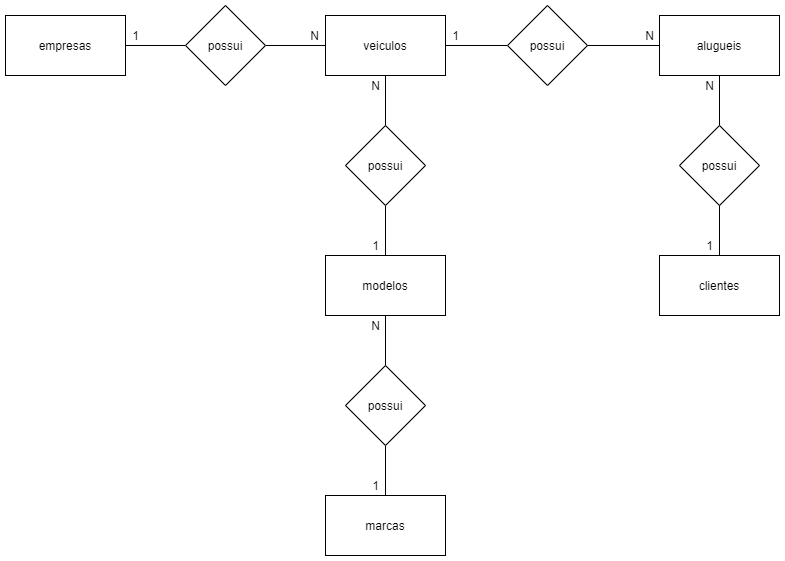 empresas 1 possui N veiculos 1 possui N alugueis
N N
possui possui
1 1
modelos clientes
N
possui
1
marcas